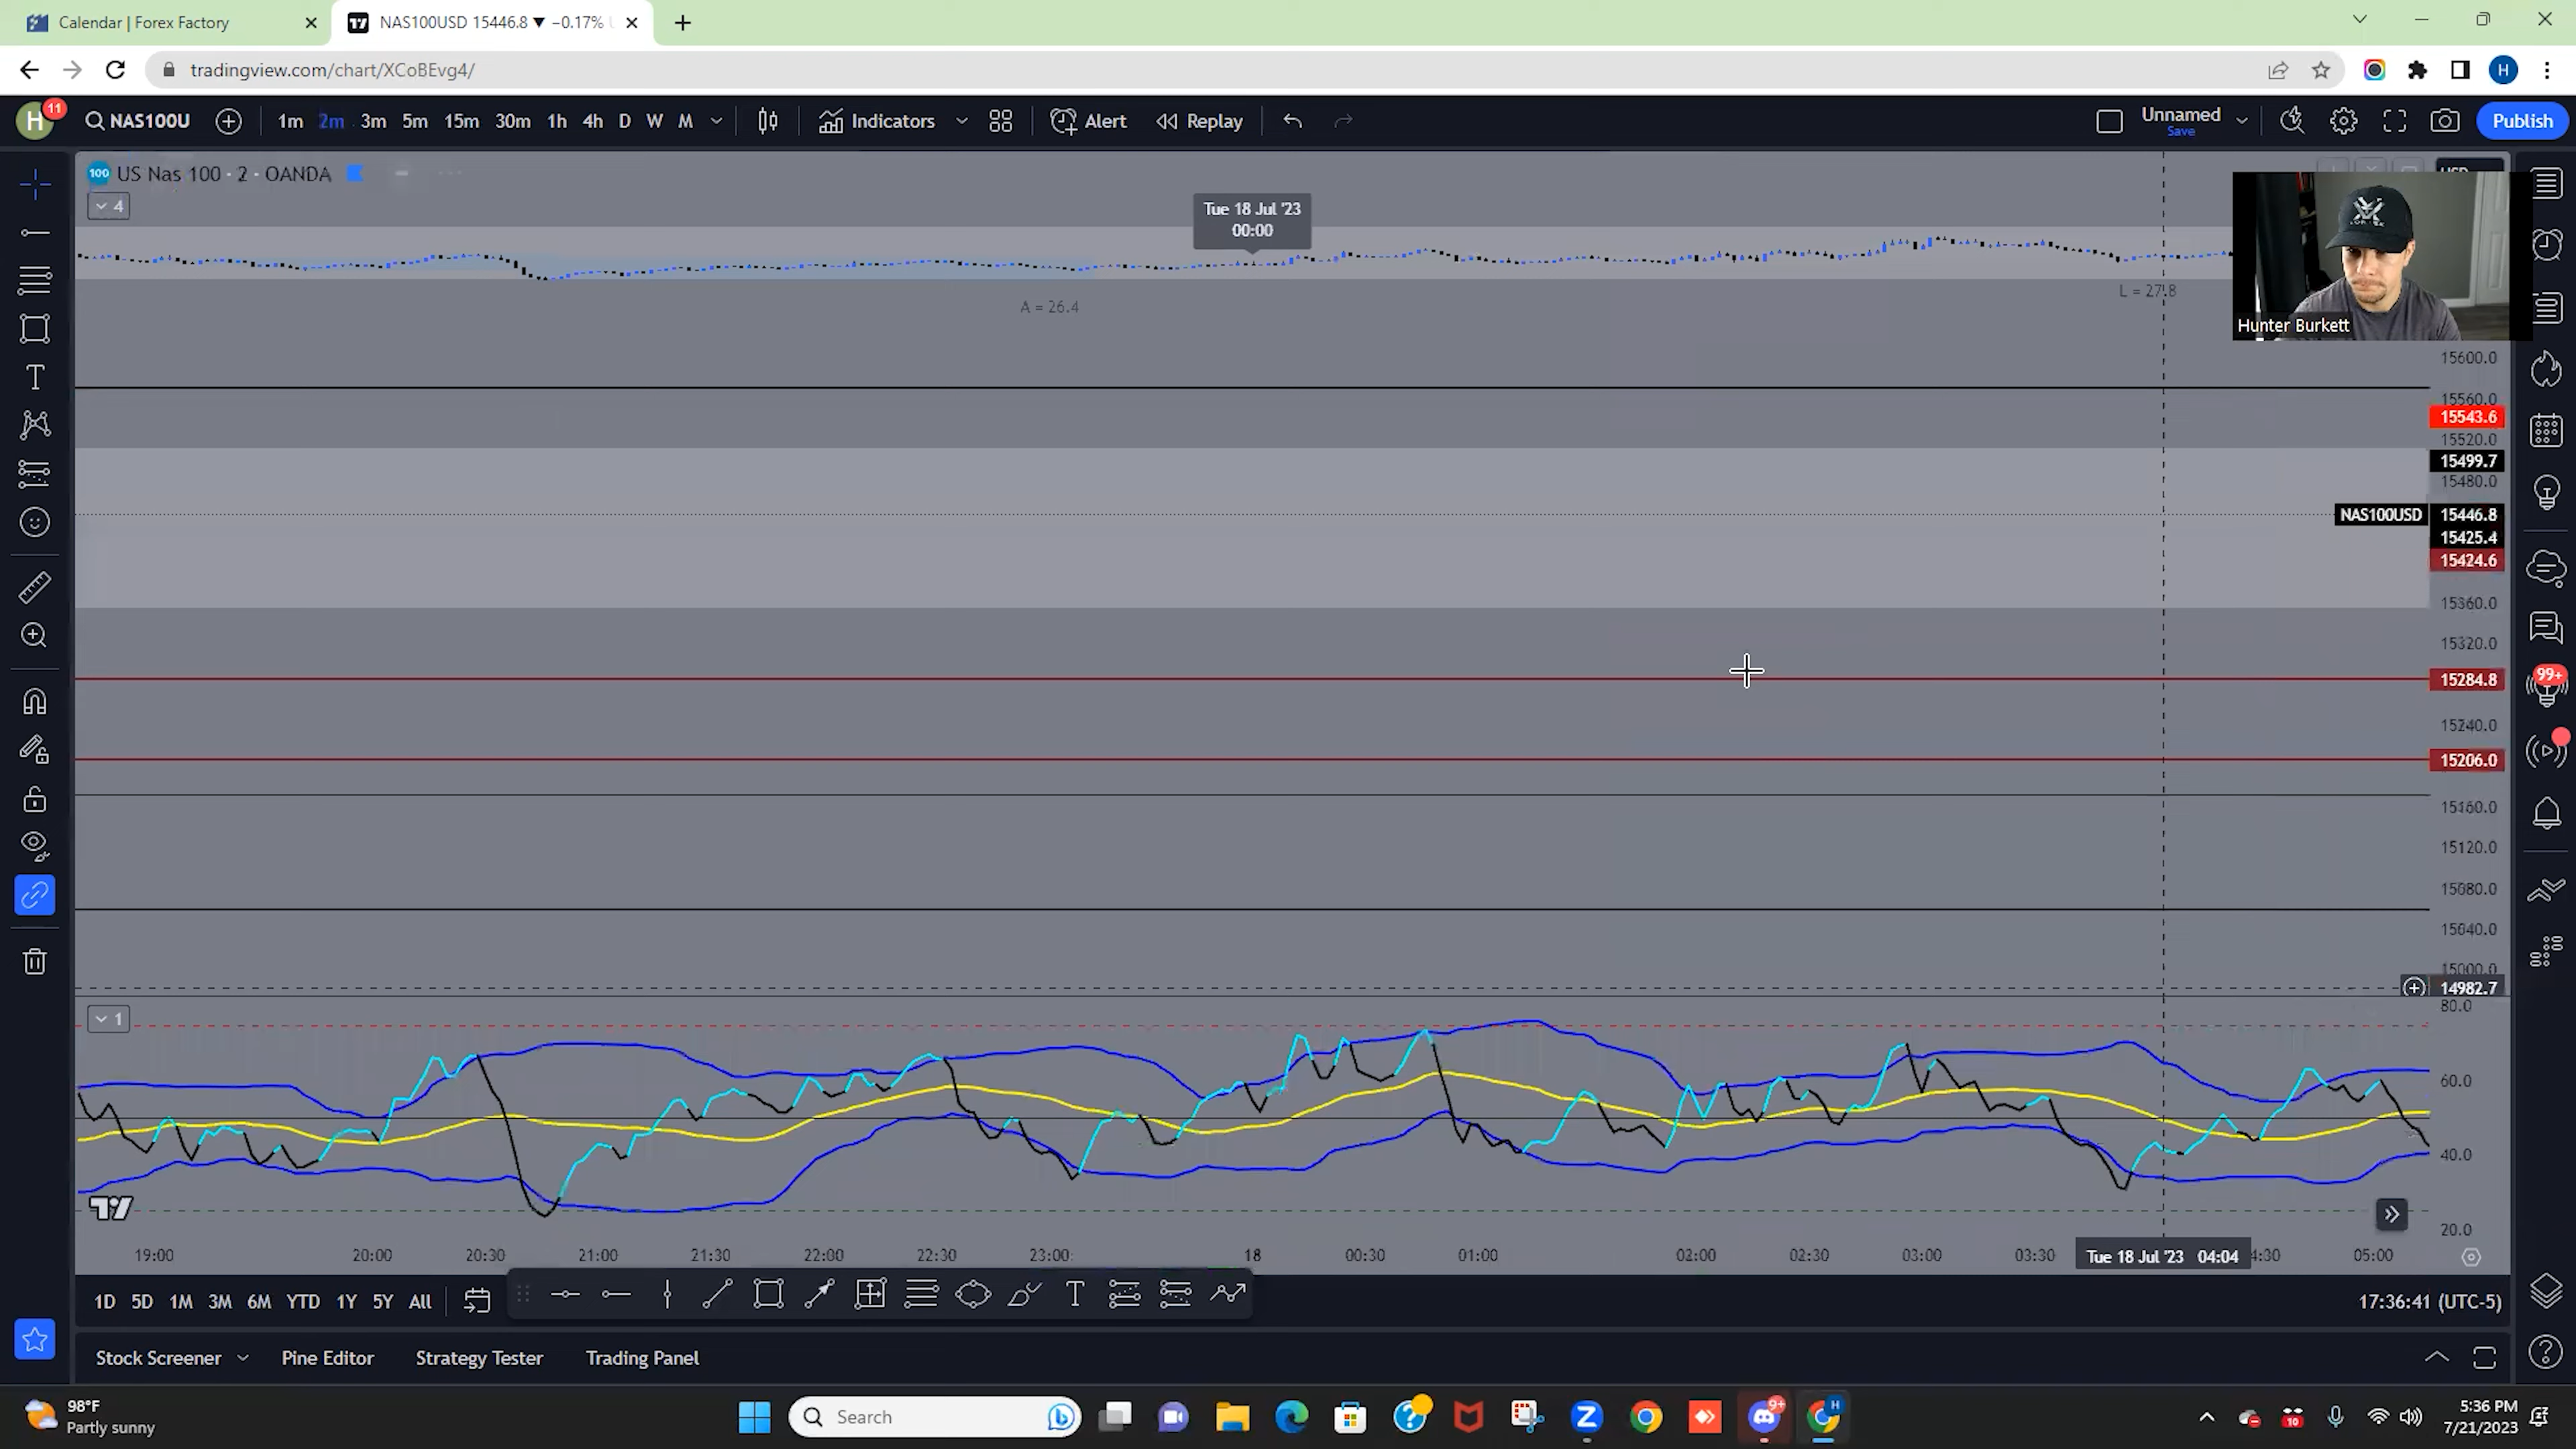 Calendar | Forex Factory
NAS100USD 15446.8 ▼ −0.17%
tradingview.com/chart/XCoBEvg4/
H
H 11
NAS100U
1m 2m 3m 5m 15m 30m 1h 4h D W M
Indicators
Alert
Replay
Unnamed
Save
Publish
100 US Nas 100 · 2 · OANDA
4
Tue 18 Jul '23
00:00
A = 26.4
L = 27.8
Hunter Burkett
15600.0
15560.0
15543.6
15520.0
15499.7
15480.0
NAS100USD 15446.8
15425.4
15424.6
15360.0
15320.0
15284.8
15240.0
15206.0
15160.0
15120.0
15080.0
15040.0
15000.0
14982.7
99+
1
80.0
60.0
40.0
20.0
19:00 20:00 20:30 21:00 21:30 22:00 22:30 23:00 18 00:30 01:00 02:00 02:30 03:00 03:30 Tue 18 Jul '23 04:04 4:30 05:00
1D 5D 1M 3M 6M YTD 1Y 5Y All
17:36:41 (UTC-5)
Stock Screener Pine Editor Strategy Tester Trading Panel
98°F
Partly sunny
Search
9+
H
10
5:36 PM
7/21/2023